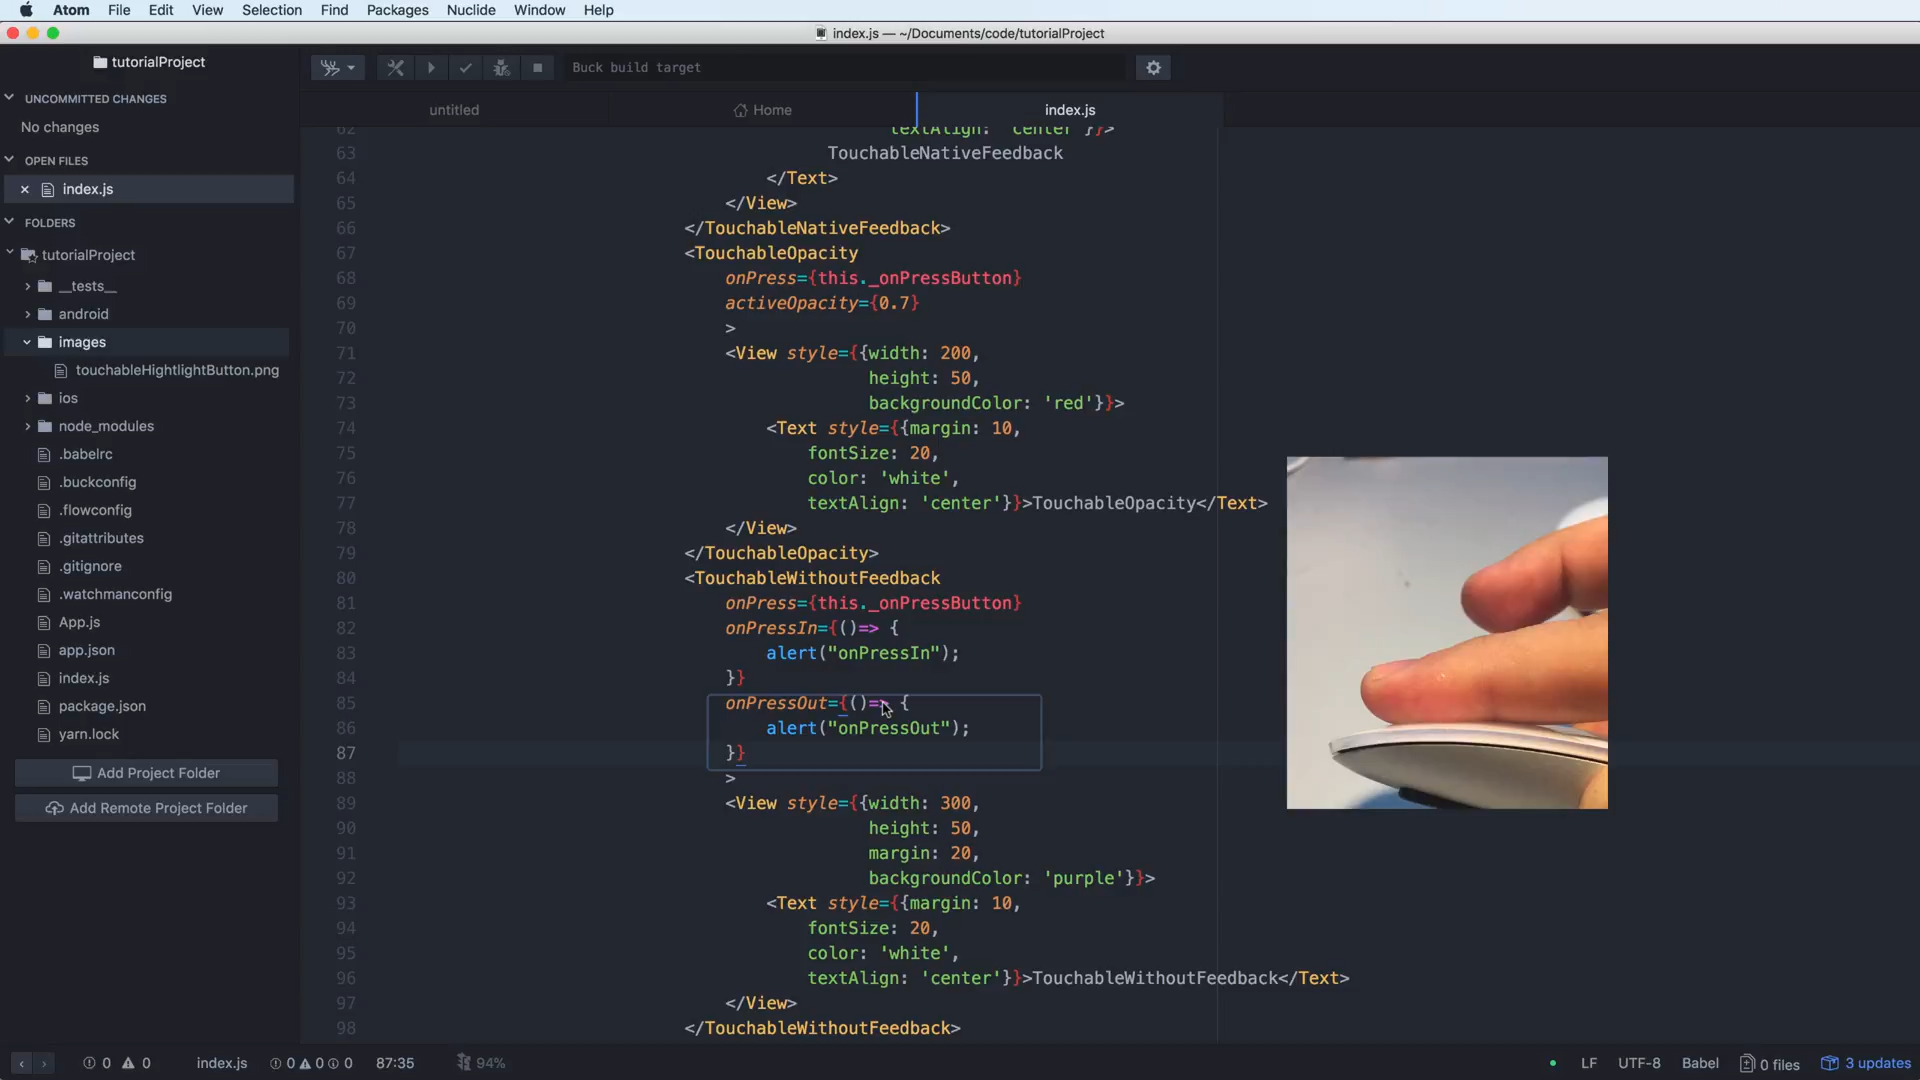 Atom File Edit View Selection Find Packages Nuclide Window Help
index.js — ~/Documents/code/tutorialProject
tutorialProject
Buck build target
UNCOMMITTED CHANGES
No changes
OPEN FILES
index.js
FOLDERS
tutorialProject
__tests__
android
images
touchableHightlightButton.png
ios
node_modules
.babelrc
.buckconfig
.flowconfig
.gitattributes
.gitignore
.watchmanconfig
App.js
app.json
index.js
package.json
yarn.lock
Add Project Folder
Add Remote Project Folder
untitled Home index.js
62 textAlign: 'center'}}>
63 TouchableNativeFeedback
64 </Text>
65 </View>
66 </TouchableNativeFeedback>
67 <TouchableOpacity
68 onPress={this._onPressButton}
69 activeOpacity={0.7}
70 >
71 <View style={{width: 200,
72 height: 50,
73 backgroundColor: 'red'}}>
74 <Text style={{margin: 10,
75 fontSize: 20,
76 color: 'white',
77 textAlign: 'center'}}>TouchableOpacity</Text>
78 </View>
79 </TouchableOpacity>
80 <TouchableWithoutFeedback
81 onPress={this._onPressButton}
82 onPressIn={()=> {
83 alert("onPressIn");
84 }}
85 onPressOut={()=> {
86 alert("onPressOut");
87 }}
88 >
89 <View style={{width: 300,
90 height: 50,
91 margin: 20,
92 backgroundColor: 'purple'}}>
93 <Text style={{margin: 10,
94 fontSize: 20,
95 color: 'white',
96 textAlign: 'center'}}>TouchableWithoutFeedback</Text>
97 </View>
98 </TouchableWithoutFeedback>
0 0 index.js 0 0 0 87:35 94% LF UTF-8 Babel 0 files 3 updates